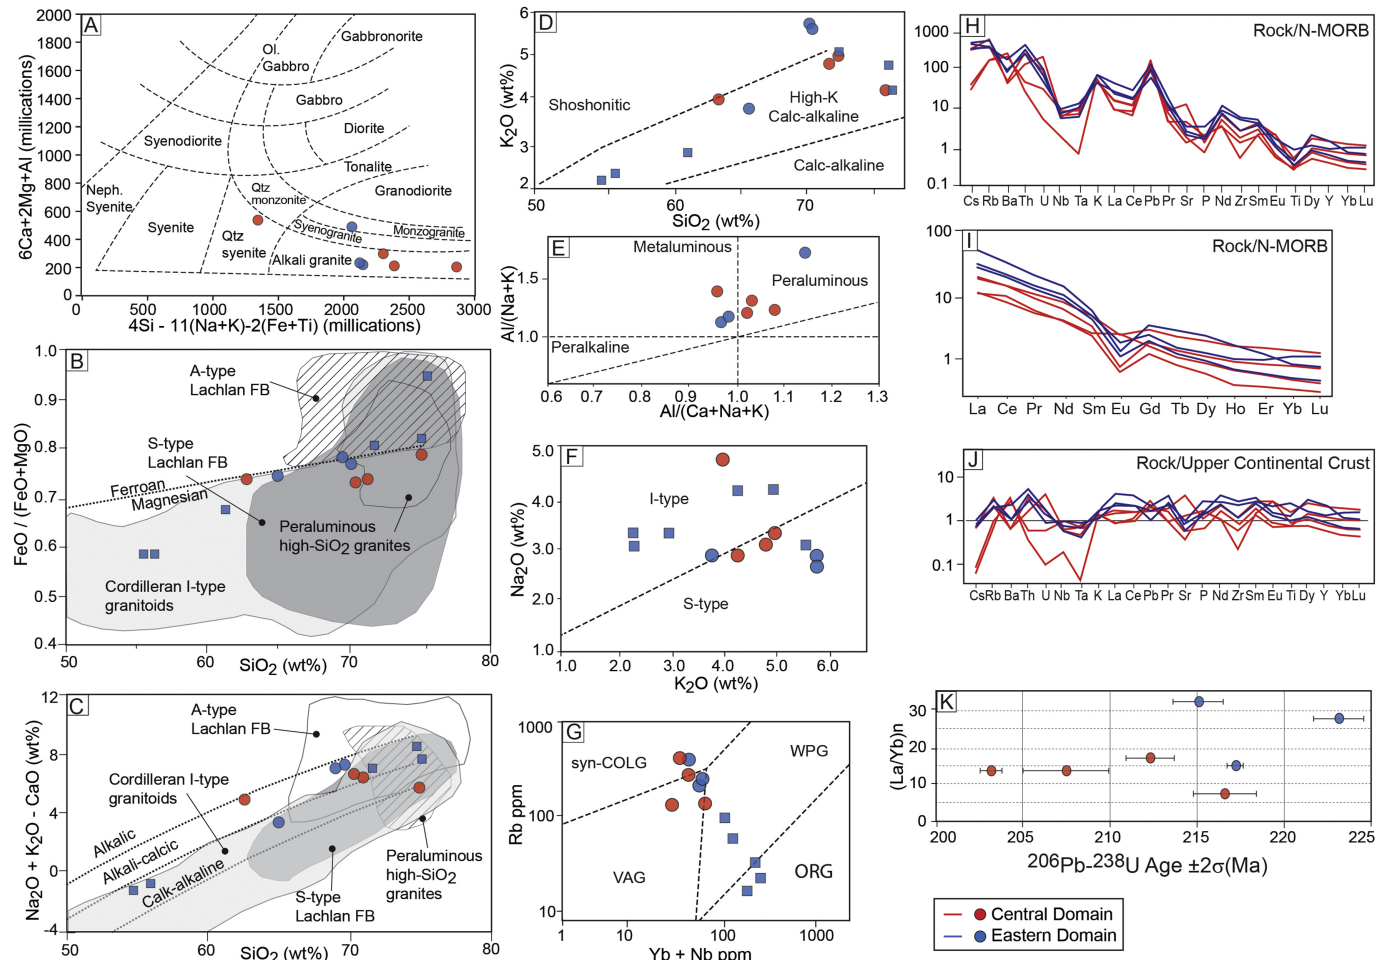 A
2000
1800
1600
1400
1200
1000
800
600
400
200
0
6Ca+2Mg+Al (millications)
Ol.
Gabbro
Gabbronorite
Gabbro
Diorite
Syenodiorite
Tonalite
Neph.
Syenite
Qtz
monzonite
Granodiorite
Syenite
Qtz
syenite
Syenogranite
Monzogranite
Alkali granite
0 500 1000 1500 2000 2500 3000
4Si - 11(Na+K)-2(Fe+Ti) (millications)
B
1.0
0.9
0.8
0.7
0.6
0.5
0.4
FeO / (FeO+MgO)
A-type
Lachlan FB
S-type
Lachlan FB
Ferroan
Magnesian
Peraluminous
high-SiO2 granites
Cordilleran I-type
granitoids
50 60 70 80
SiO2 (wt%)
C
12
8
4
0
-4
Na2O + K2O - CaO (wt%)
A-type
Lachlan FB
Cordilleran I-type
granitoids
Alkalic
Alkali-calcic
Calk-alkaline
Peraluminous
high-SiO2
granites
S-type
Lachlan FB
50 60 70 80
SiO2 (wt%)
D
6
5
4
3
2
K2O (wt%)
Shoshonitic
High-K
Calc-alkaline
Calc-alkaline
50 60 70
SiO2 (wt%)
E
Metaluminous
Peraluminous
Peralkaline
1.5
1.0
Al/(Na+K)
0.6 0.7 0.8 0.9 1.0 1.1 1.2 1.3
Al/(Ca+Na+K)
F
5.0
4.0
3.0
2.0
1.0
Na2O (wt%)
I-type
S-type
1.0 2.0 3.0 4.0 5.0 6.0
K2O (wt%)
G
1000
100
10
Rb ppm
syn-COLG
WPG
VAG
ORG
1 10 100 1000
Yb + Nb ppm
H
Rock/N-MORB
1000
100
10
1
0.1
Cs Rb Ba Th U Nb Ta K La Ce Pb Pr Sr P Nd Zr Sm Eu Ti Dy Y Yb Lu
I
Rock/N-MORB
100
10
1
La Ce Pr Nd Sm Eu Gd Tb Dy Ho Er Yb Lu
J
Rock/Upper Continental Crust
10
1
0.1
Cs Rb Ba Th U Nb Ta K La Ce Pb Pr Sr P Nd Zr Sm Eu Ti Dy Y Yb Lu
K
30
20
10
0
(La/Yb)n
200 205 210 215 220 225
206Pb-238U Age ±2σ(Ma)
Central Domain
Eastern Domain